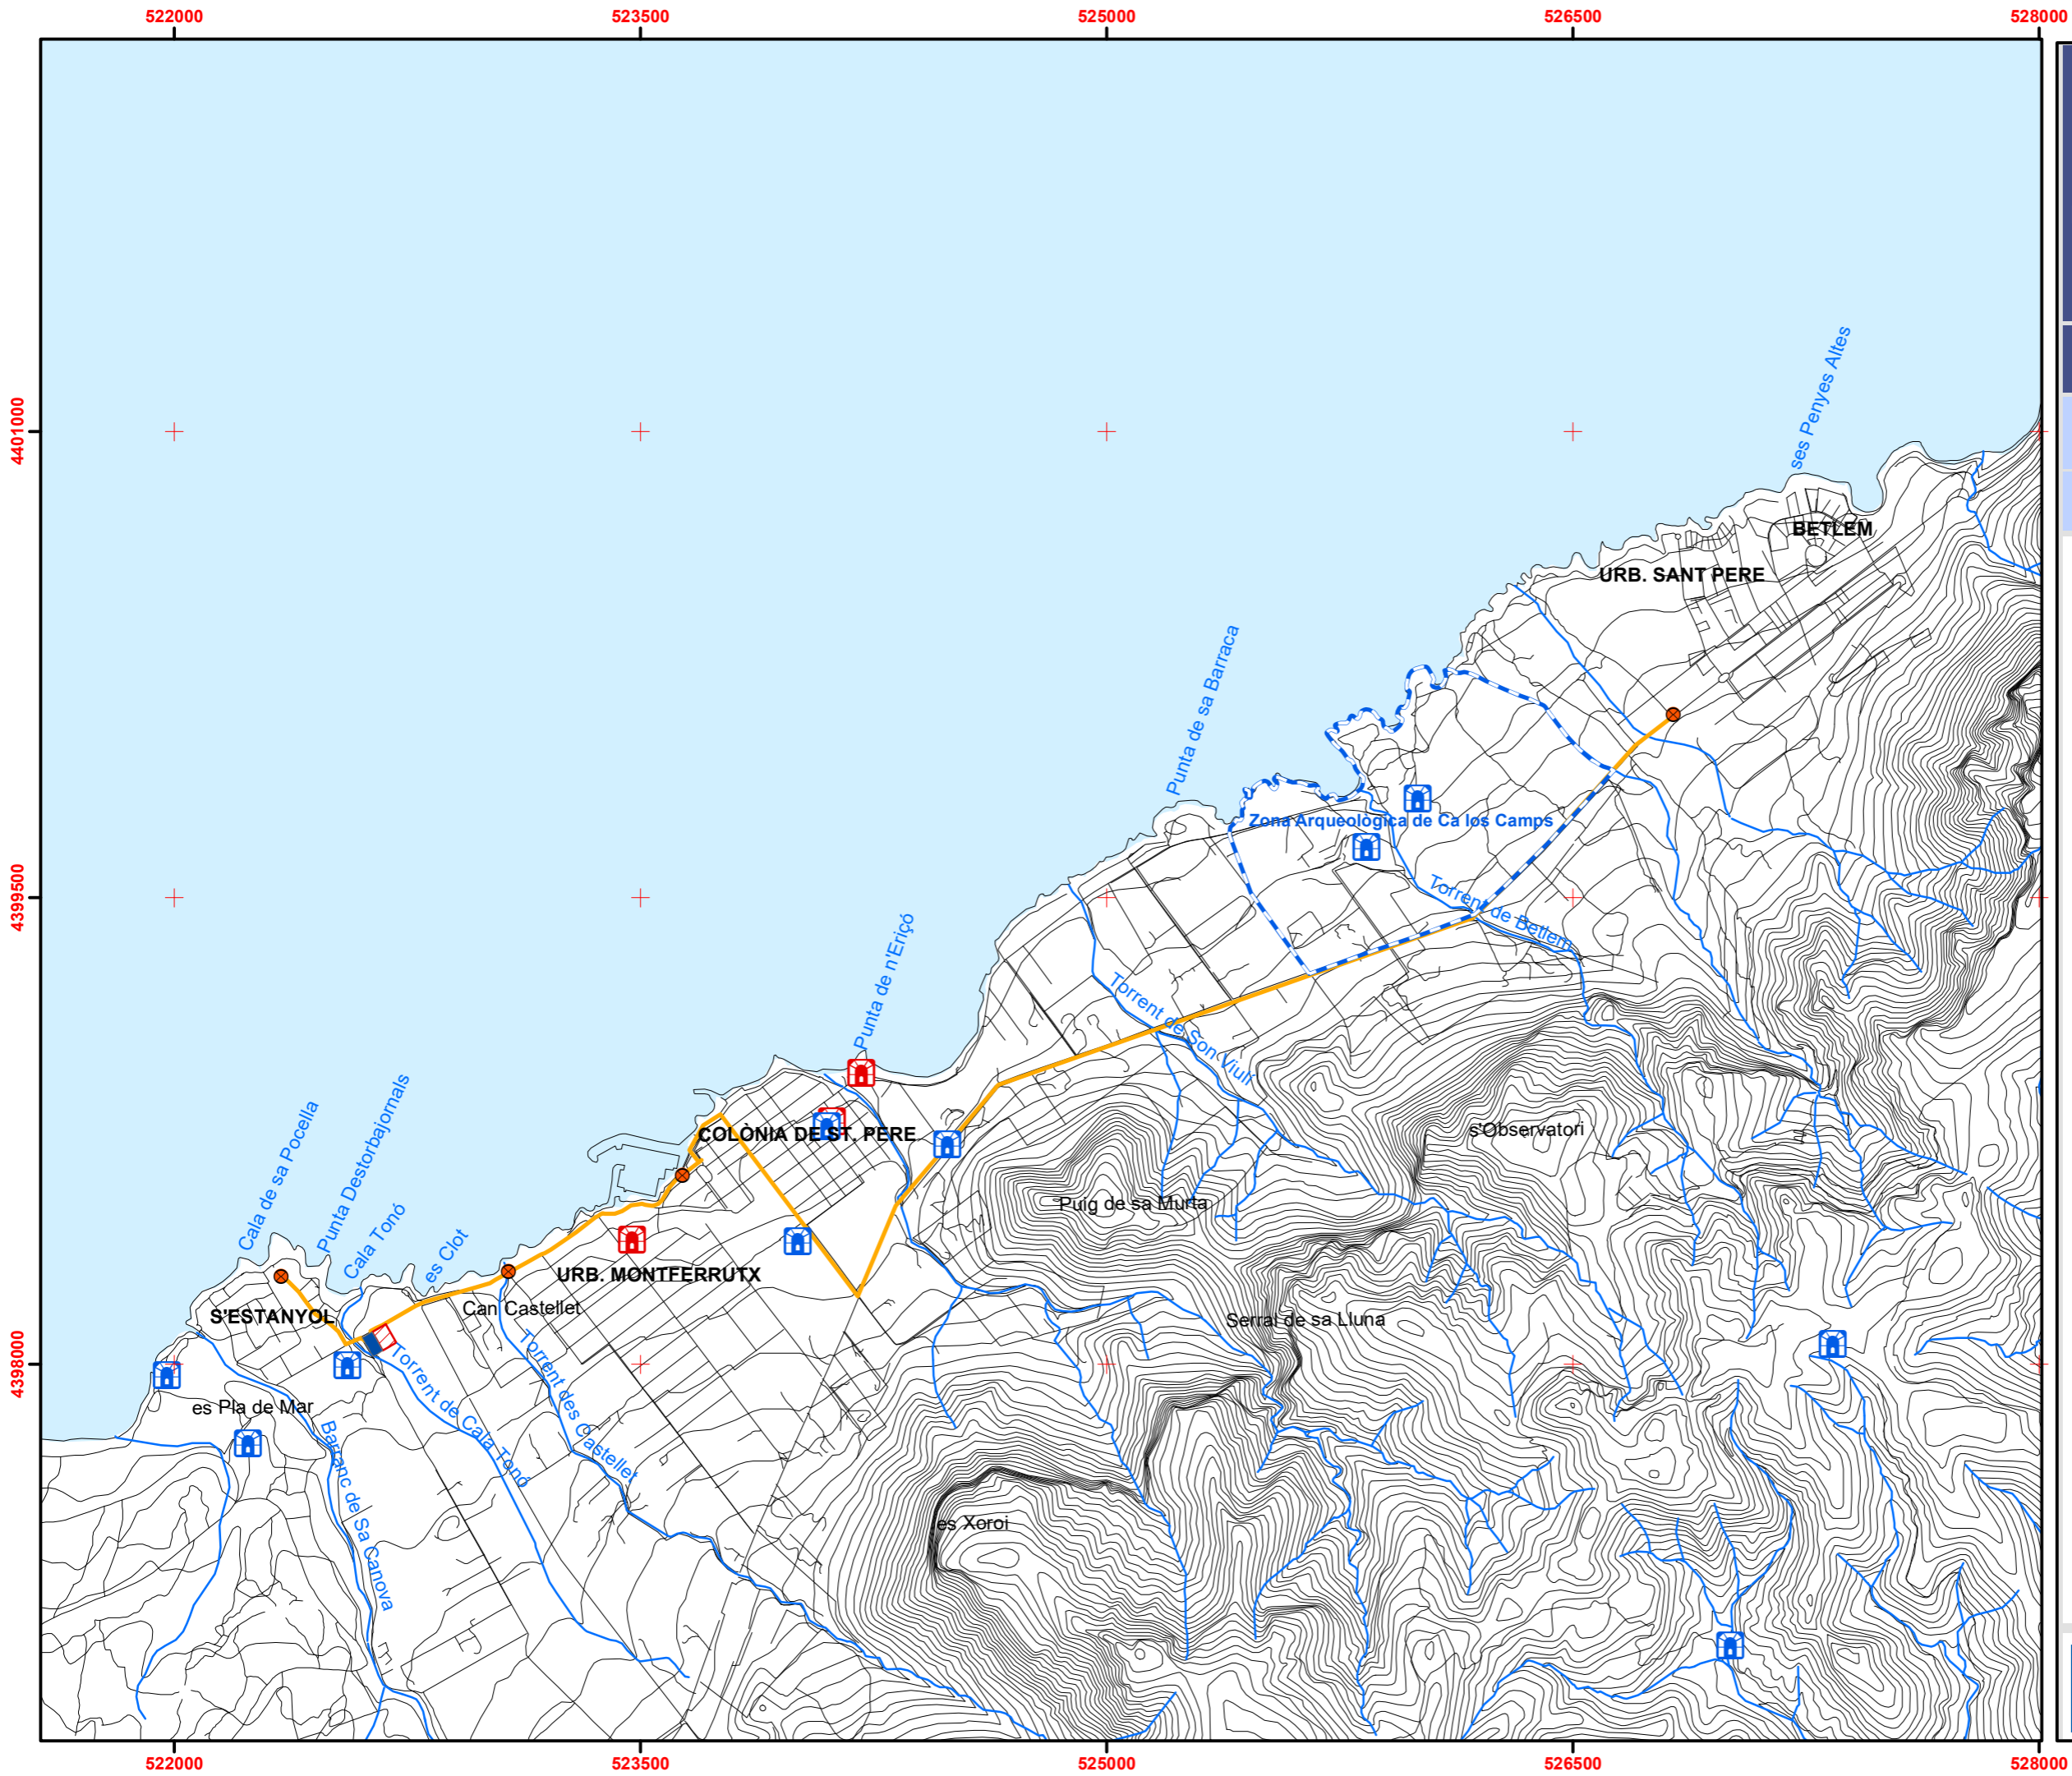 522000 523500 525000 526500 528000
4401000
ses Penyes Altes
BETLEM
URB. SANT PERE
Punta de sa Barraca
Zona Arqueològica de Ca los Camps
4399500
Torrent de Betlem
Punta de n'Eriçó
Torrent de Son Viulí
Cala de sa Pocella
Punta Destorbajornals
Cala Tonó
es Clot
COLÒNIA DE ST. PERE
s'Observatori
Puig de sa Murta
URB. MONTFERRUTX
Can Castellet
S'ESTANYOL
Serral de sa Lluna
4398000
es Pla de Mar
Torrent de Cala Tonó
Torrent des Castellet
Barranc de Sa Canova
es Xoroi
522000 523500 525000 526500 528000